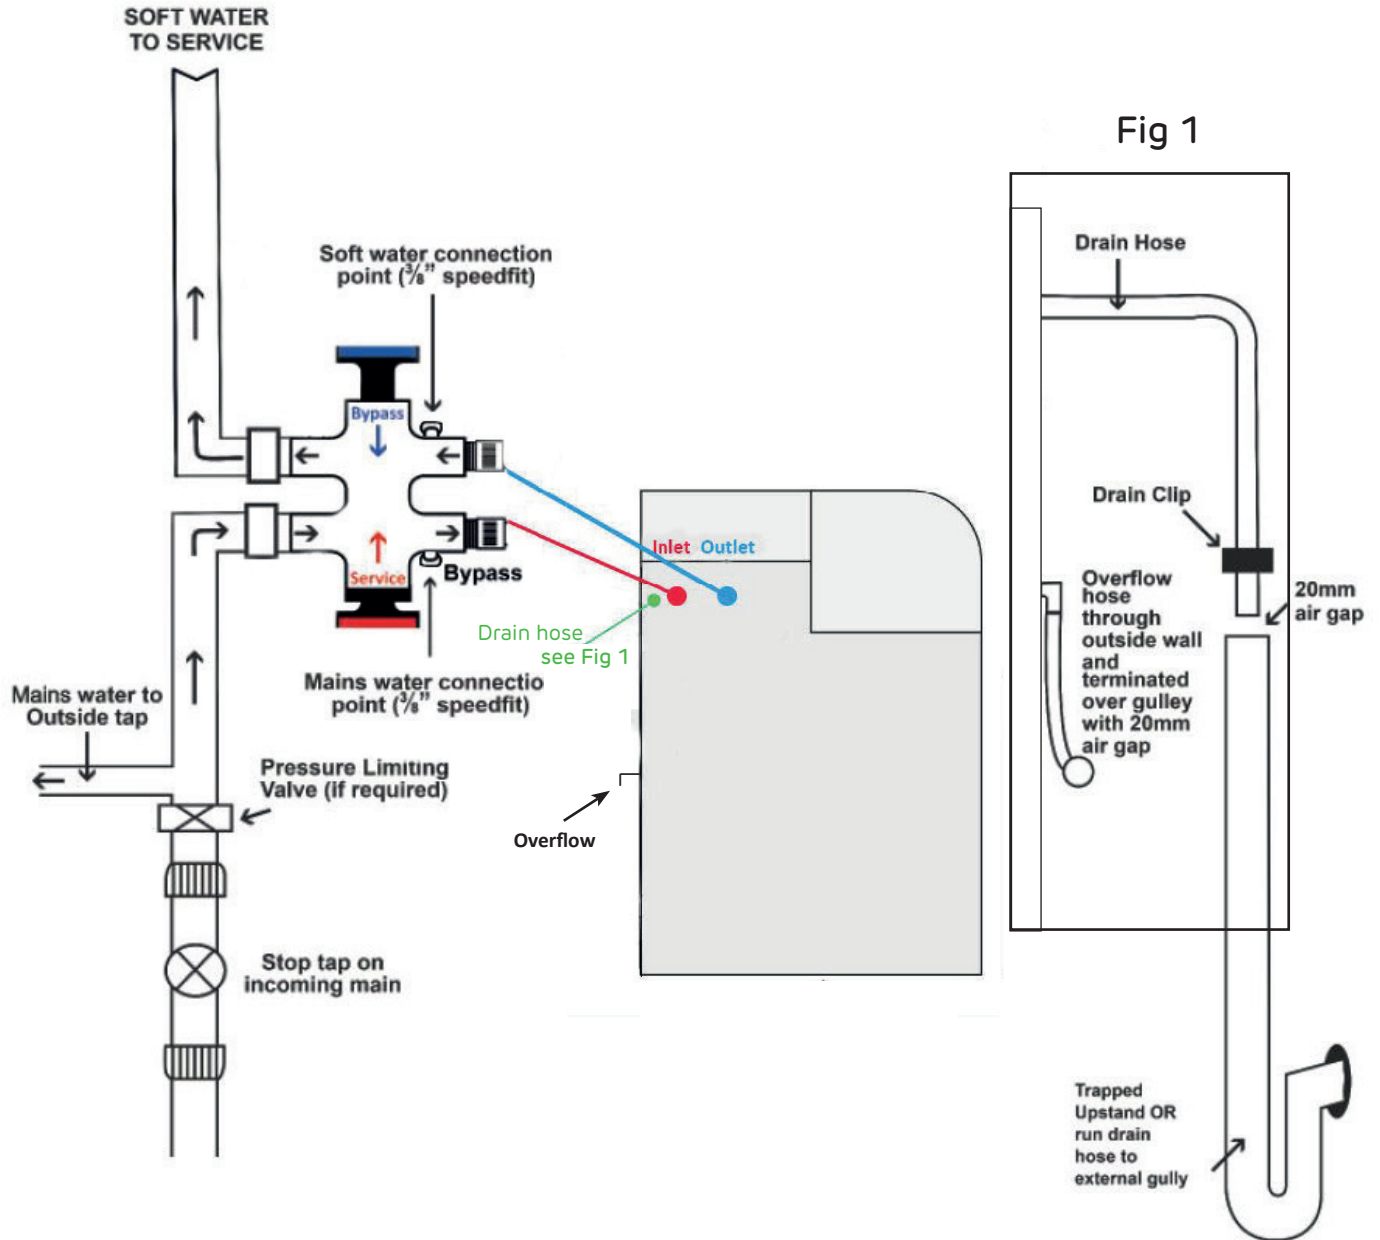 SOFT WATER
TO SERVICE
Fig 1
Soft water connection
point (⅜” speedfit)
Bypass
Service
Bypass
Mains water connectio
point (⅜” speedfit)
Mains water to
Outside tap
Pressure Limiting
Valve (if required)
Stop tap on
incoming main
Inlet Outlet
Drain hose
see Fig 1
Overflow
Drain Hose
Drain Clip
Overflow
hose
through
outside wall
and
terminated
over gulley
with 20mm
air gap
20mm
air gap
Trapped
Upstand OR
run drain
hose to
external gully